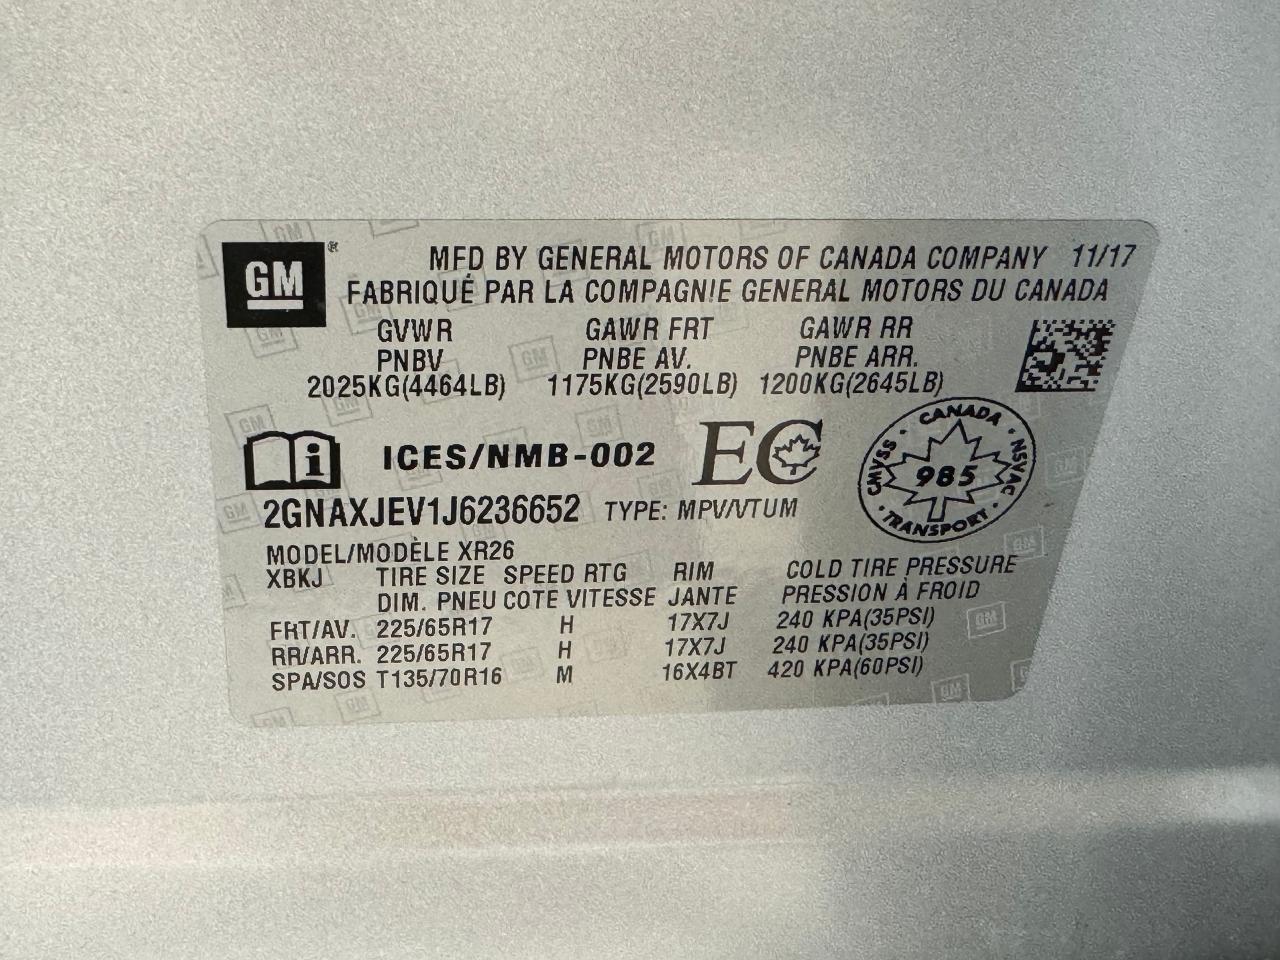 GM ®
MFD BY GENERAL MOTORS OF CANADA COMPANY 11/17
FABRIQUÉ PAR LA COMPAGNIE GENERAL MOTORS DU CANADA
GVWR GAWR FRT GAWR RR
PNBV PNBE AV. PNBE ARR.
2025KG(4464LB) 1175KG(2590LB) 1200KG(2645LB)
i ICES/NMB-002 EC
CANADA
CMVSS • 985 • NSVAC
TRANSPORT
2GNAXJEV1J6236652 TYPE: MPV/VTUM
MODEL/MODÈLE XR26
XBKJ TIRE SIZE SPEED RTG RIM COLD TIRE PRESSURE
DIM. PNEU COTE VITESSE JANTE PRESSION À FROID
FRT/AV. 225/65R17 H 17X7J 240 KPA(35PSI)
RR/ARR. 225/65R17 H 17X7J 240 KPA(35PSI)
SPA/SOS T135/70R16 M 16X4BT 420 KPA(60PSI)